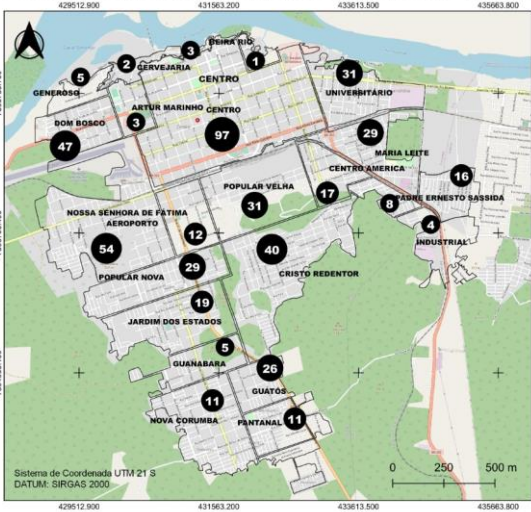 429512.900 431563.200 433613.500 435663.800
3
BEIRA RIO
2
CERVEJARIA
1
5
CENTRO
31
GENEROSO
UNIVERSITÁRIO
ARTUR MARINHO
CENTRO
DOM BOSCO
3
97
29
47
MARIA LEITE
CENTRO AMERICA
16
POPULAR VELHA
17
PADRE ERNESTO SASSIDA
31
8
NOSSA SENHORA DE FATIMA
AEROPORTO
4
12
INDUSTRIAL
54
40
29
CRISTO REDENTOR
POPULAR NOVA
19
JARDIM DOS ESTADOS
5
GUANABARA
26
GUATÓS
11
NOVA CORUMBA
PANTANAL
11
Sistema de Coordenada UTM 21 S
DATUM: SIRGAS 2000
0 250 500 m
429512.900 431563.200 433613.500 435663.800